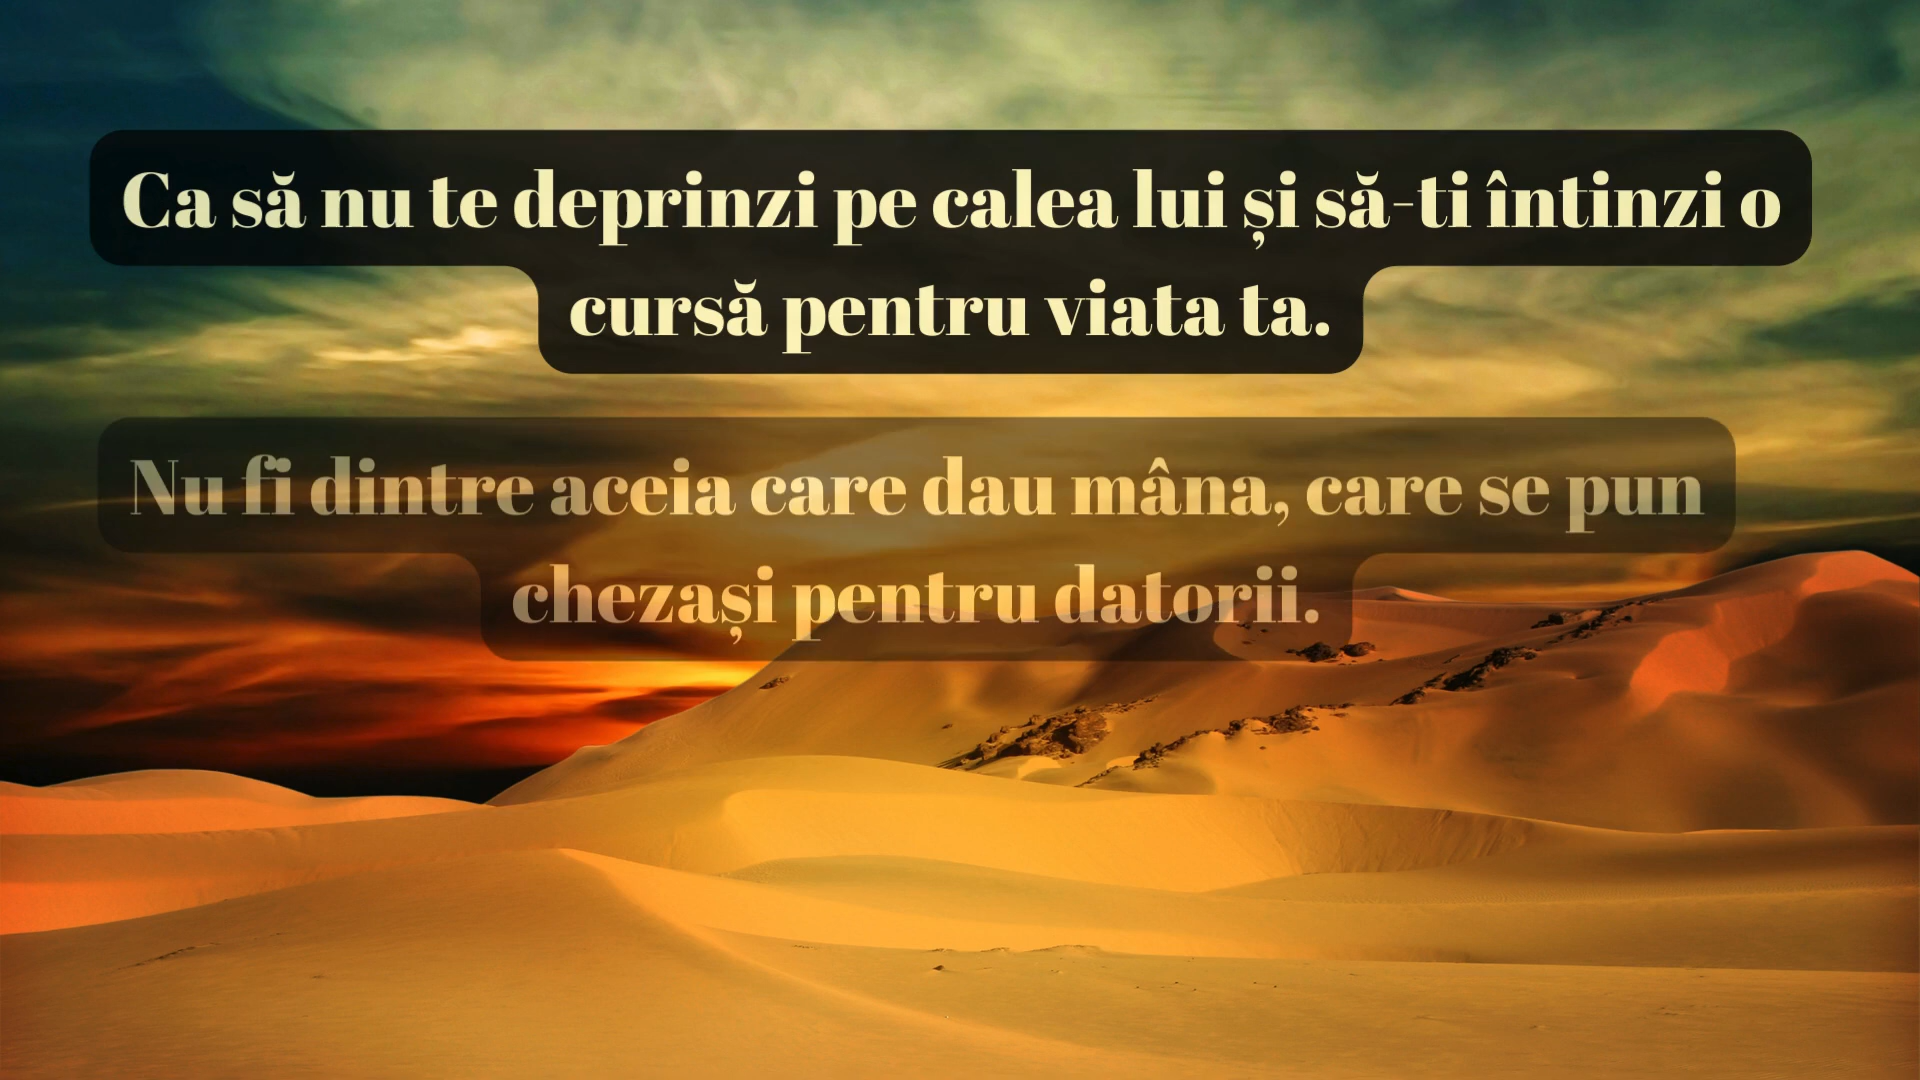 Ca să nu te deprinzi pe calea lui și să-ti întinzi o
cursă pentru viata ta.
Nu fi dintre aceia care dau mâna, care se pun
chezași pentru datorii.